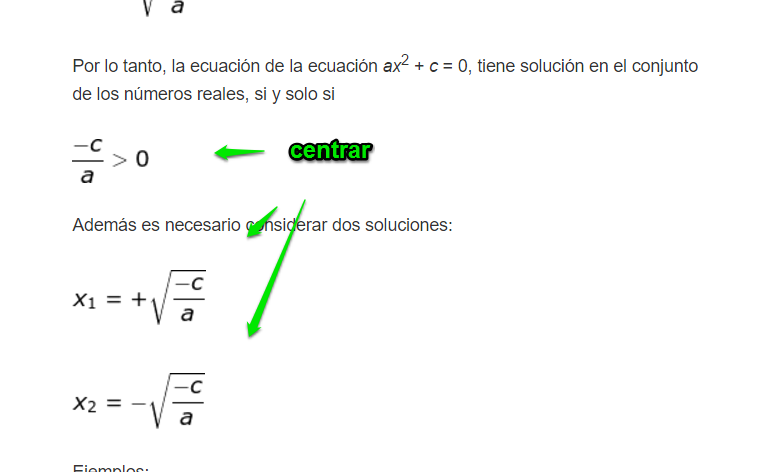 √ a
Por lo tanto, la ecuación de la ecuación ax² + c = 0, tiene solución en el conjunto
de los números reales, si y solo si
−c/a > 0
centrar
Además es necesario considerar dos soluciones:
x₁ = +√(−c/a)
x₂ = −√(−c/a)
Ejemplos: